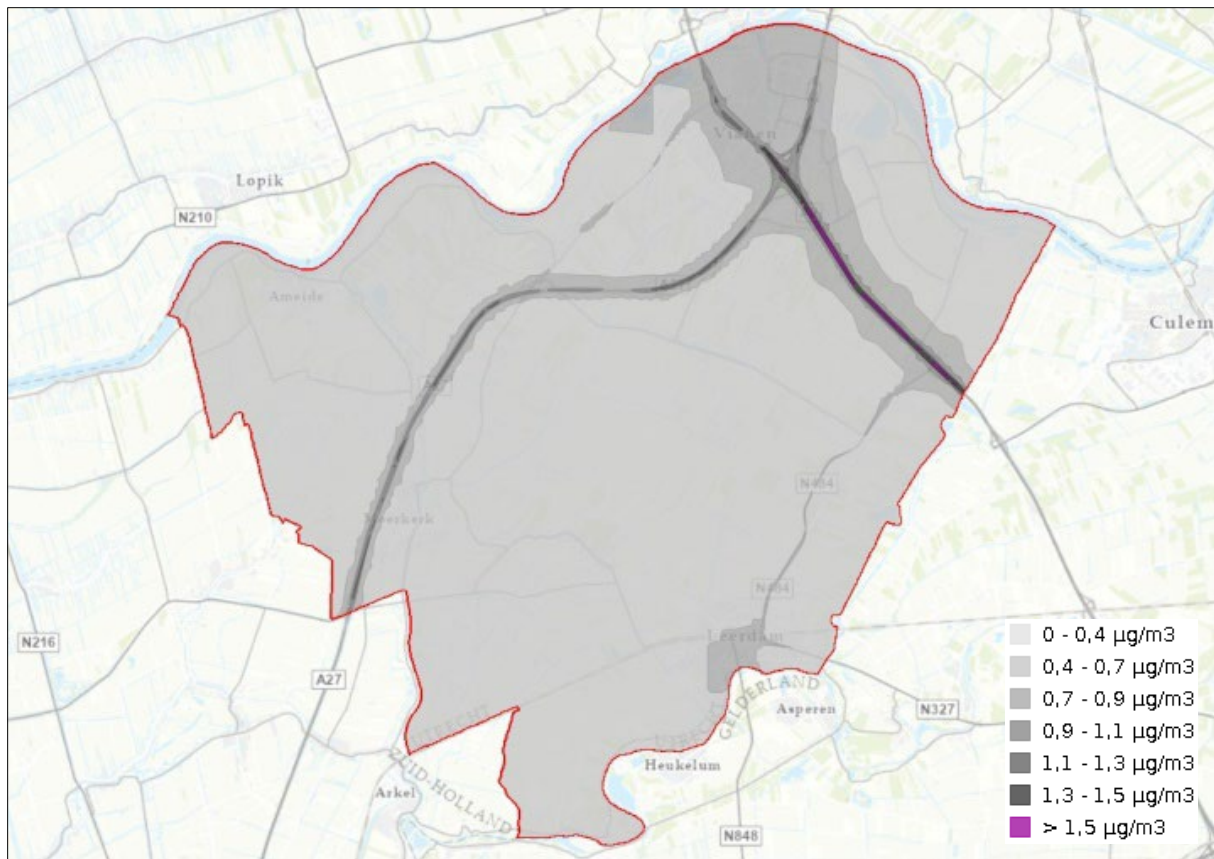 Vianen
Lopik
N210
Ameide
Culem
N484
Meerkerk
N484
Leerdam
N216
A27
GELDERLAND
UTRECHT
UTRECHT
Asperen
N327
ZUID-HOLLAND
Heukelum
Arkel
N848
0 - 0,4 μg/m3
0,4 - 0,7 μg/m3
0,7 - 0,9 μg/m3
0,9 - 1,1 μg/m3
1,1 - 1,3 μg/m3
1,3 - 1,5 μg/m3
> 1,5 μg/m3